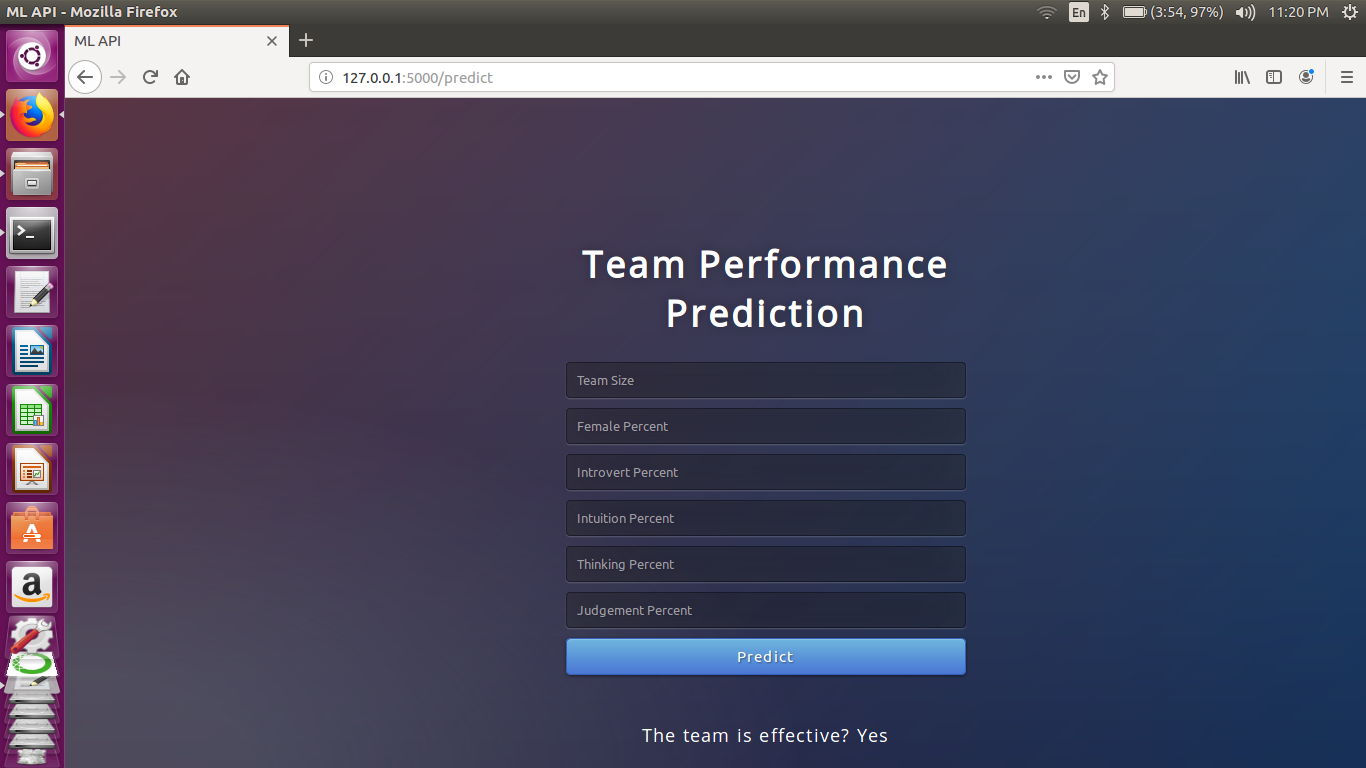 ML API - Mozilla Firefox
En
(3:54, 97%)
11:20 PM
ML API
127.0.0.1:5000/predict
Team Performance
Prediction
Team Size
Female Percent
Introvert Percent
Intuition Percent
Thinking Percent
Judgement Percent
Predict
The team is effective? Yes